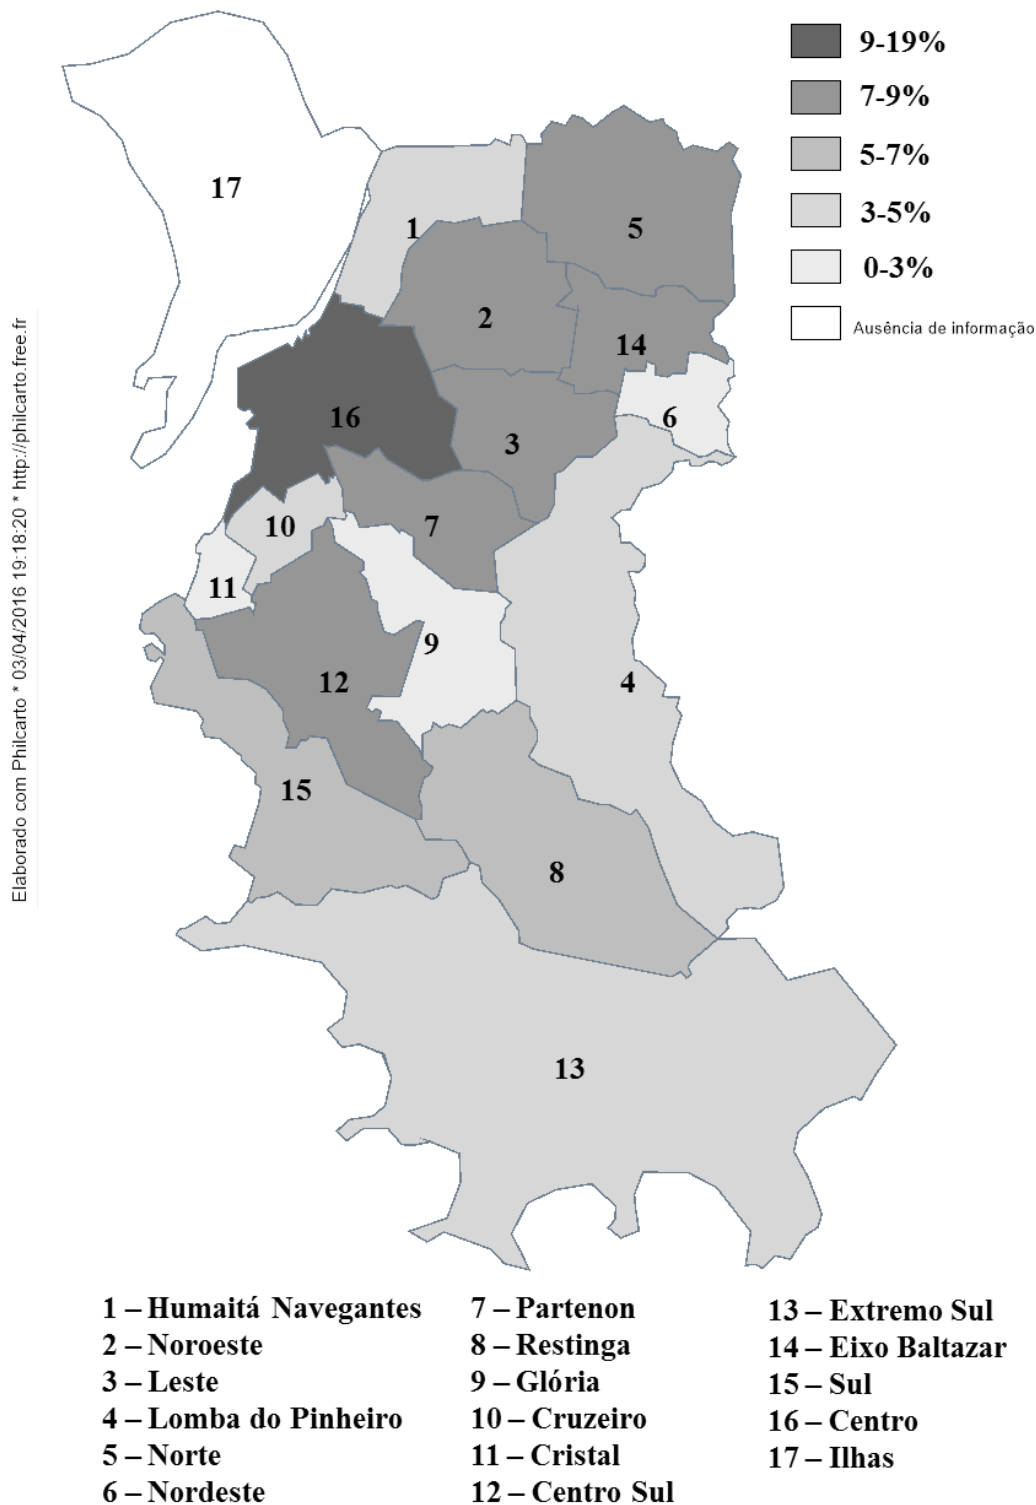 9-19%
7-9%
5-7%
3-5%
0-3%
Ausência de informação
17
1
5
2
14
16
6
3
10
7
11
9
12
4
15
8
13
Elaborado com Philcarto * 03/04/2016 19:18:20 * http://philcarto.free.fr
1 – Humaitá Navegantes
2 – Noroeste
3 – Leste
4 – Lomba do Pinheiro
5 – Norte
6 – Nordeste
7 – Partenon
8 – Restinga
9 – Glória
10 – Cruzeiro
11 – Cristal
12 – Centro Sul
13 – Extremo Sul
14 – Eixo Baltazar
15 – Sul
16 – Centro
17 – Ilhas